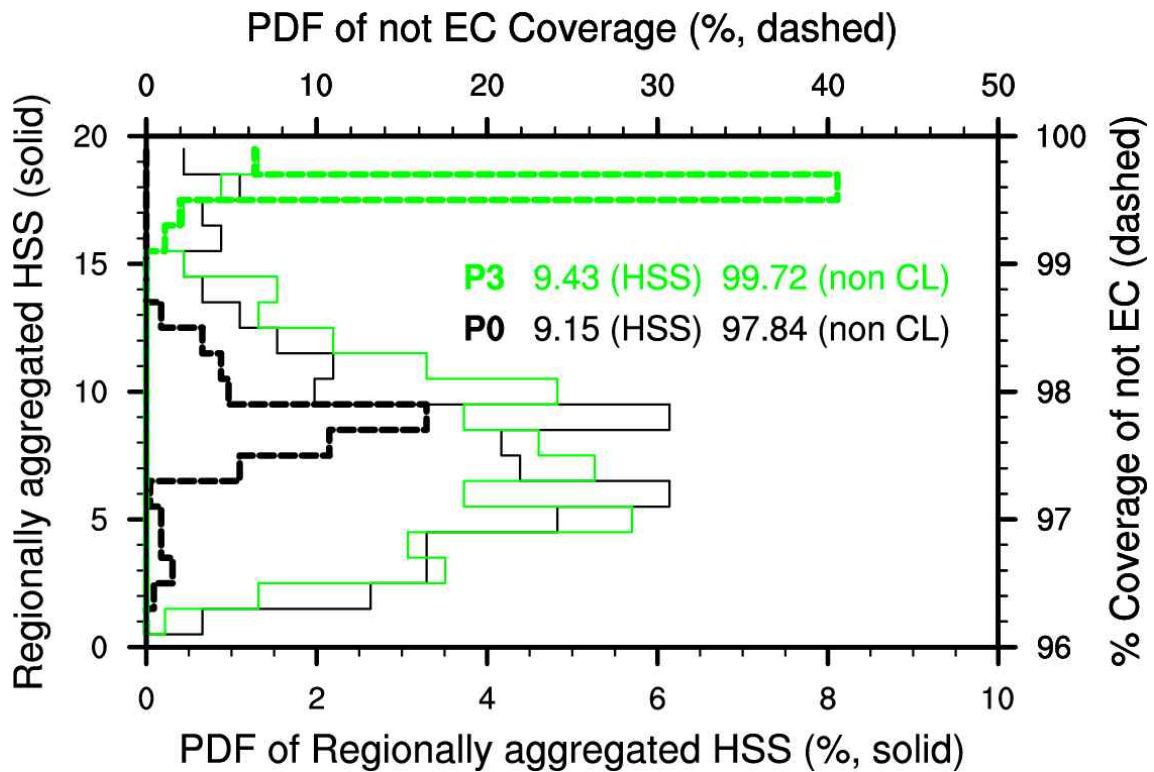 PDF of not EC Coverage (%, dashed)
0 10 20 30 40 50
Regionally aggregated HSS (solid)
20
15
10
5
0
P3 9.43 (HSS) 99.72 (non CL)
P0 9.15 (HSS) 97.84 (non CL)
100
99
98
97
96
% Coverage of not EC (dashed)
0 2 4 6 8 10
PDF of Regionally aggregated HSS (%, solid)